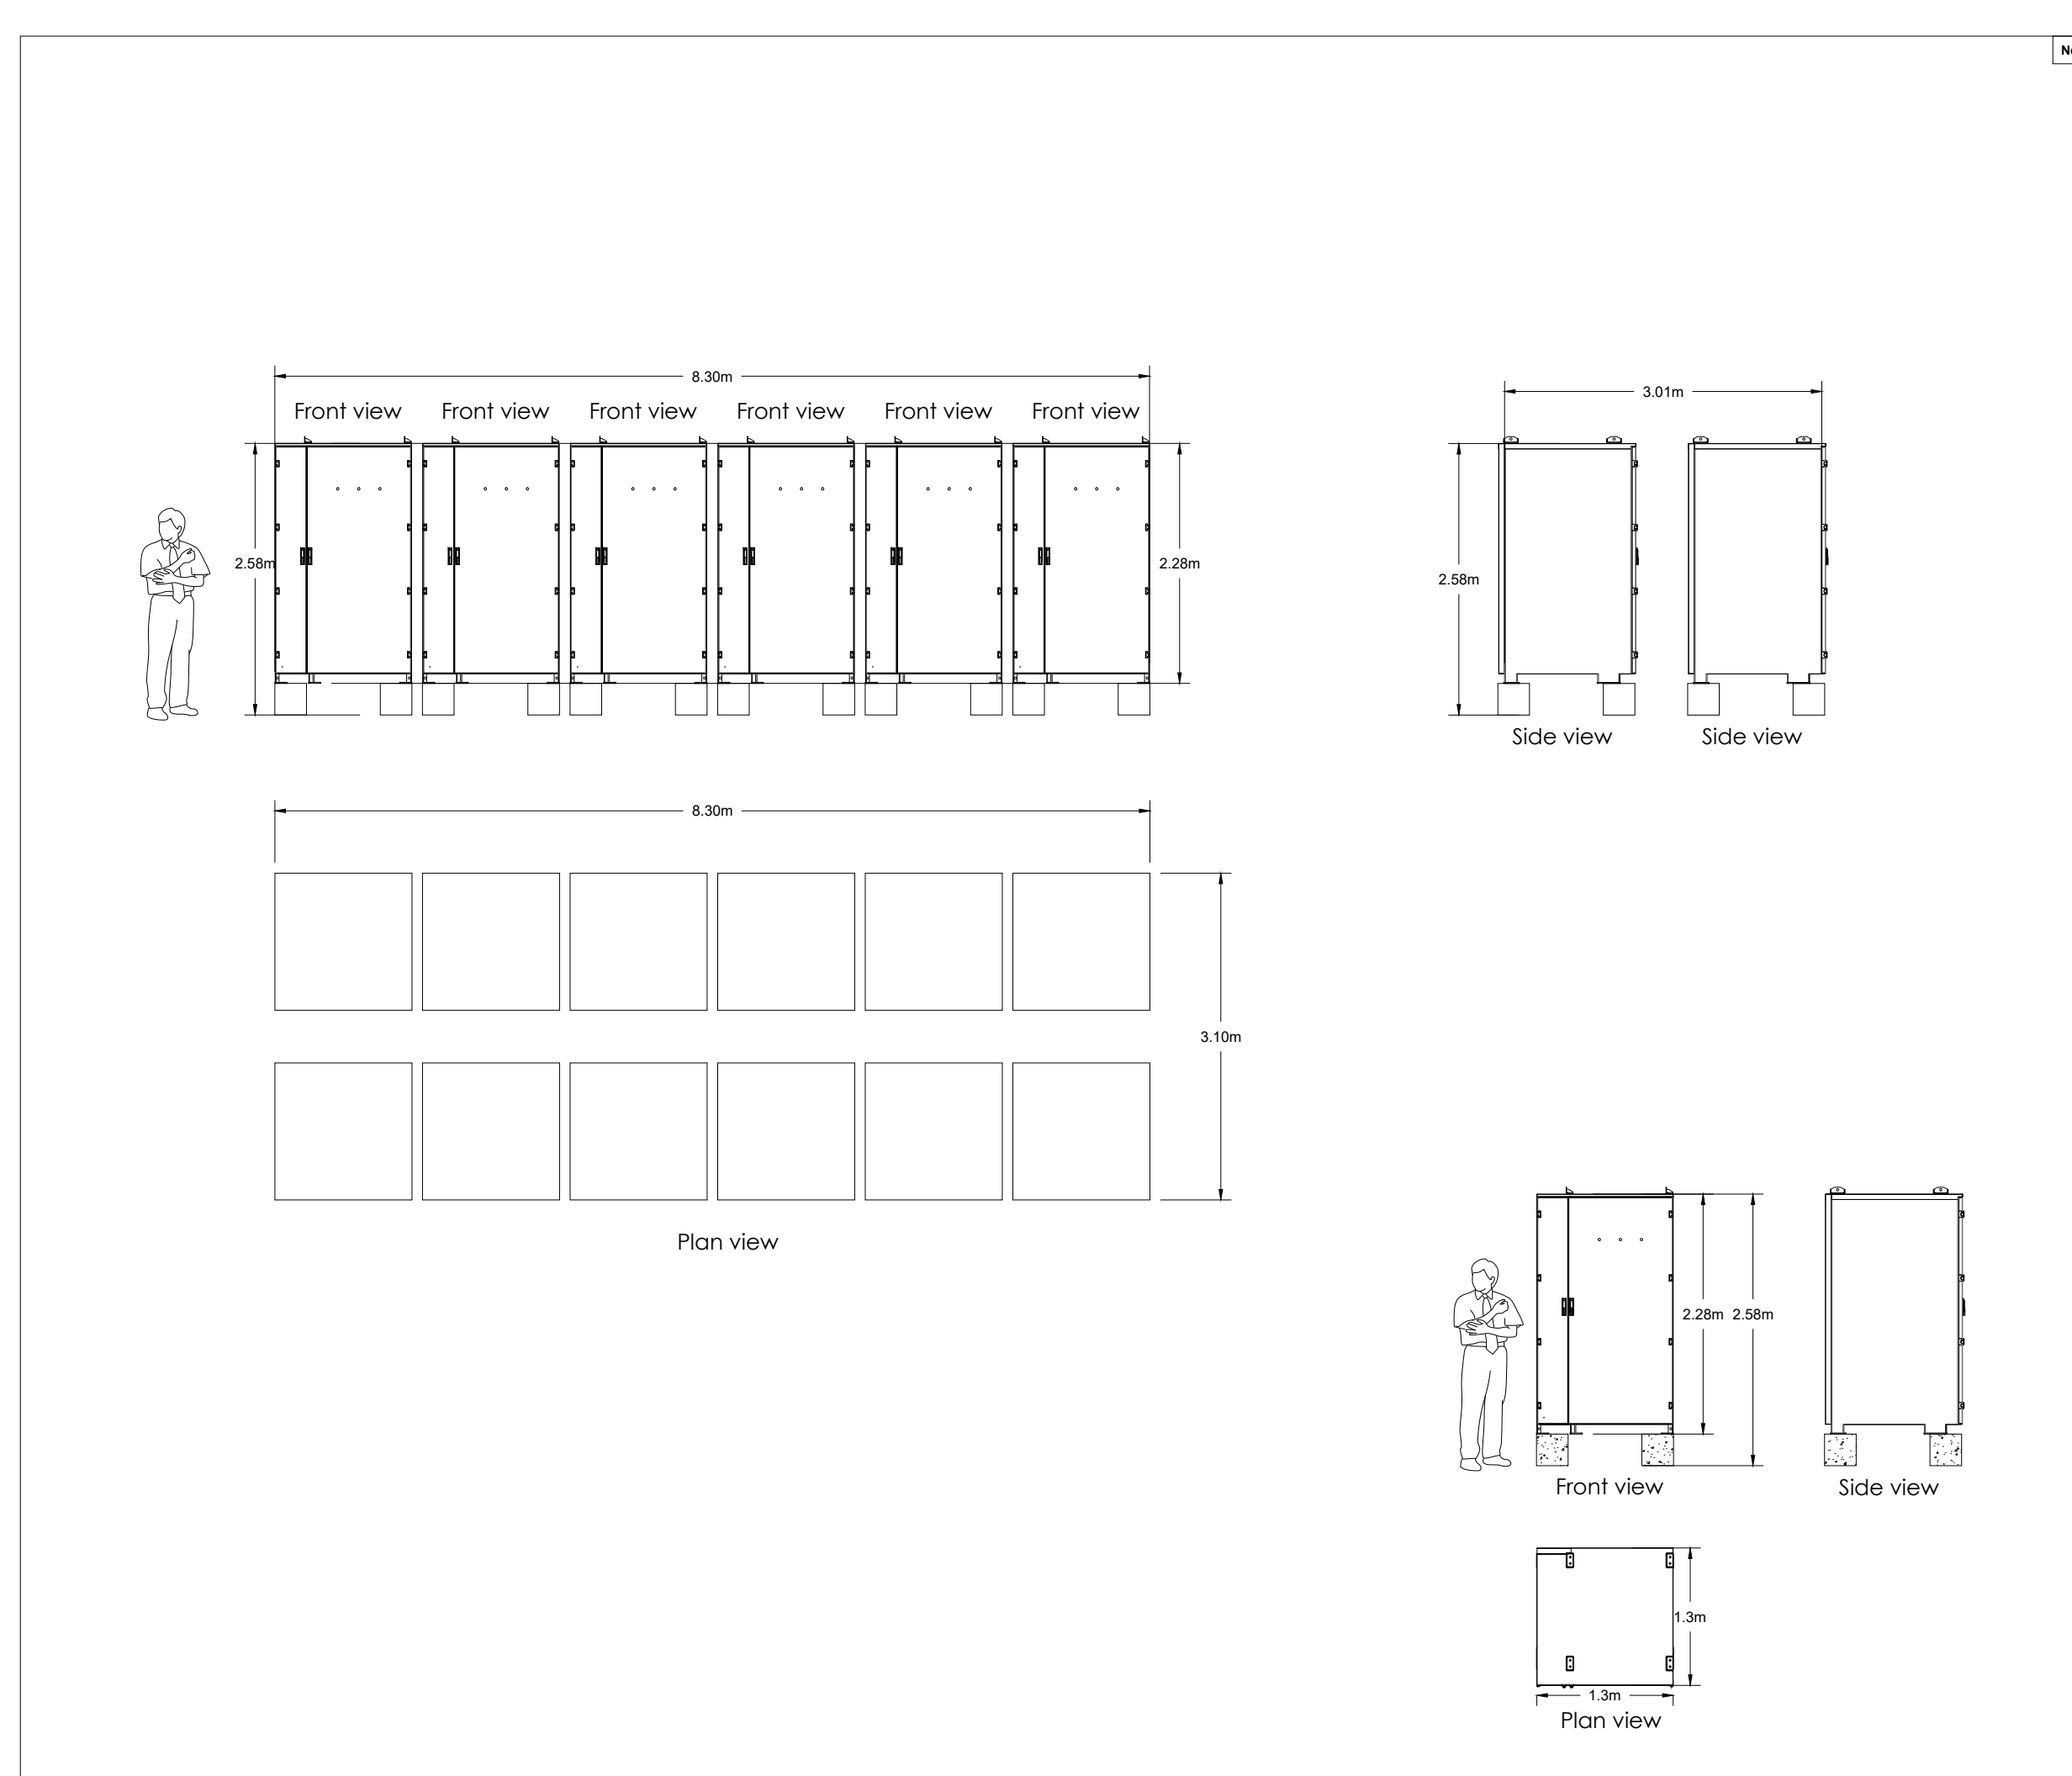 No
8.30m
3.01m
Front view Front view Front view Front view Front view Front view
2.58m
2.28m
2.58m
Side view Side view
8.30m
3.10m
Plan view
2.28m 2.58m
Front view Side view
1.3m
1.3m
Plan view